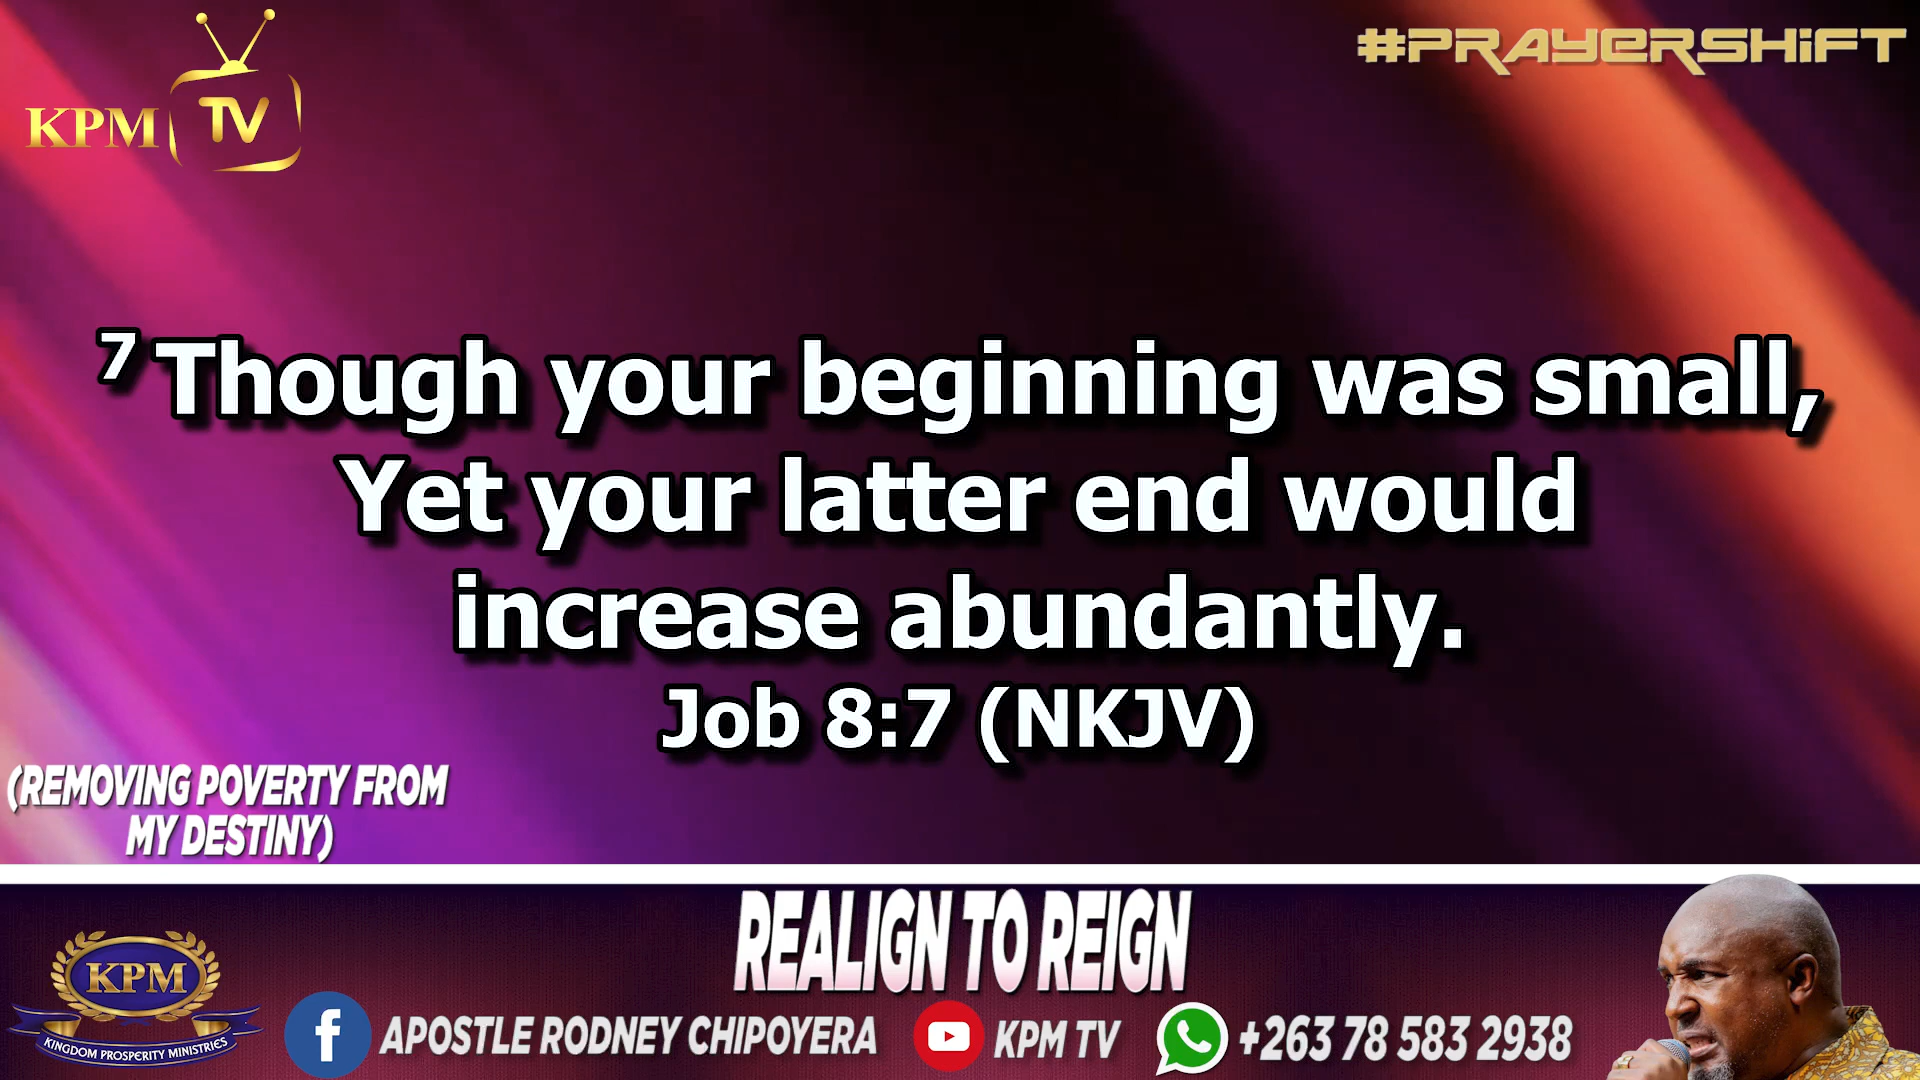 KPM TV
#PRAYERSHIFT
7 Though your beginning was small,
Yet your latter end would
increase abundantly.
Job 8:7 (NKJV)
(REMOVING POVERTY FROM
MY DESTINY)
REALIGN TO REIGN
KPM
KINGDOM PROSPERITY MINISTRIES
f APOSTLE RODNEY CHIPOYERA KPM TV +263 78 583 2938